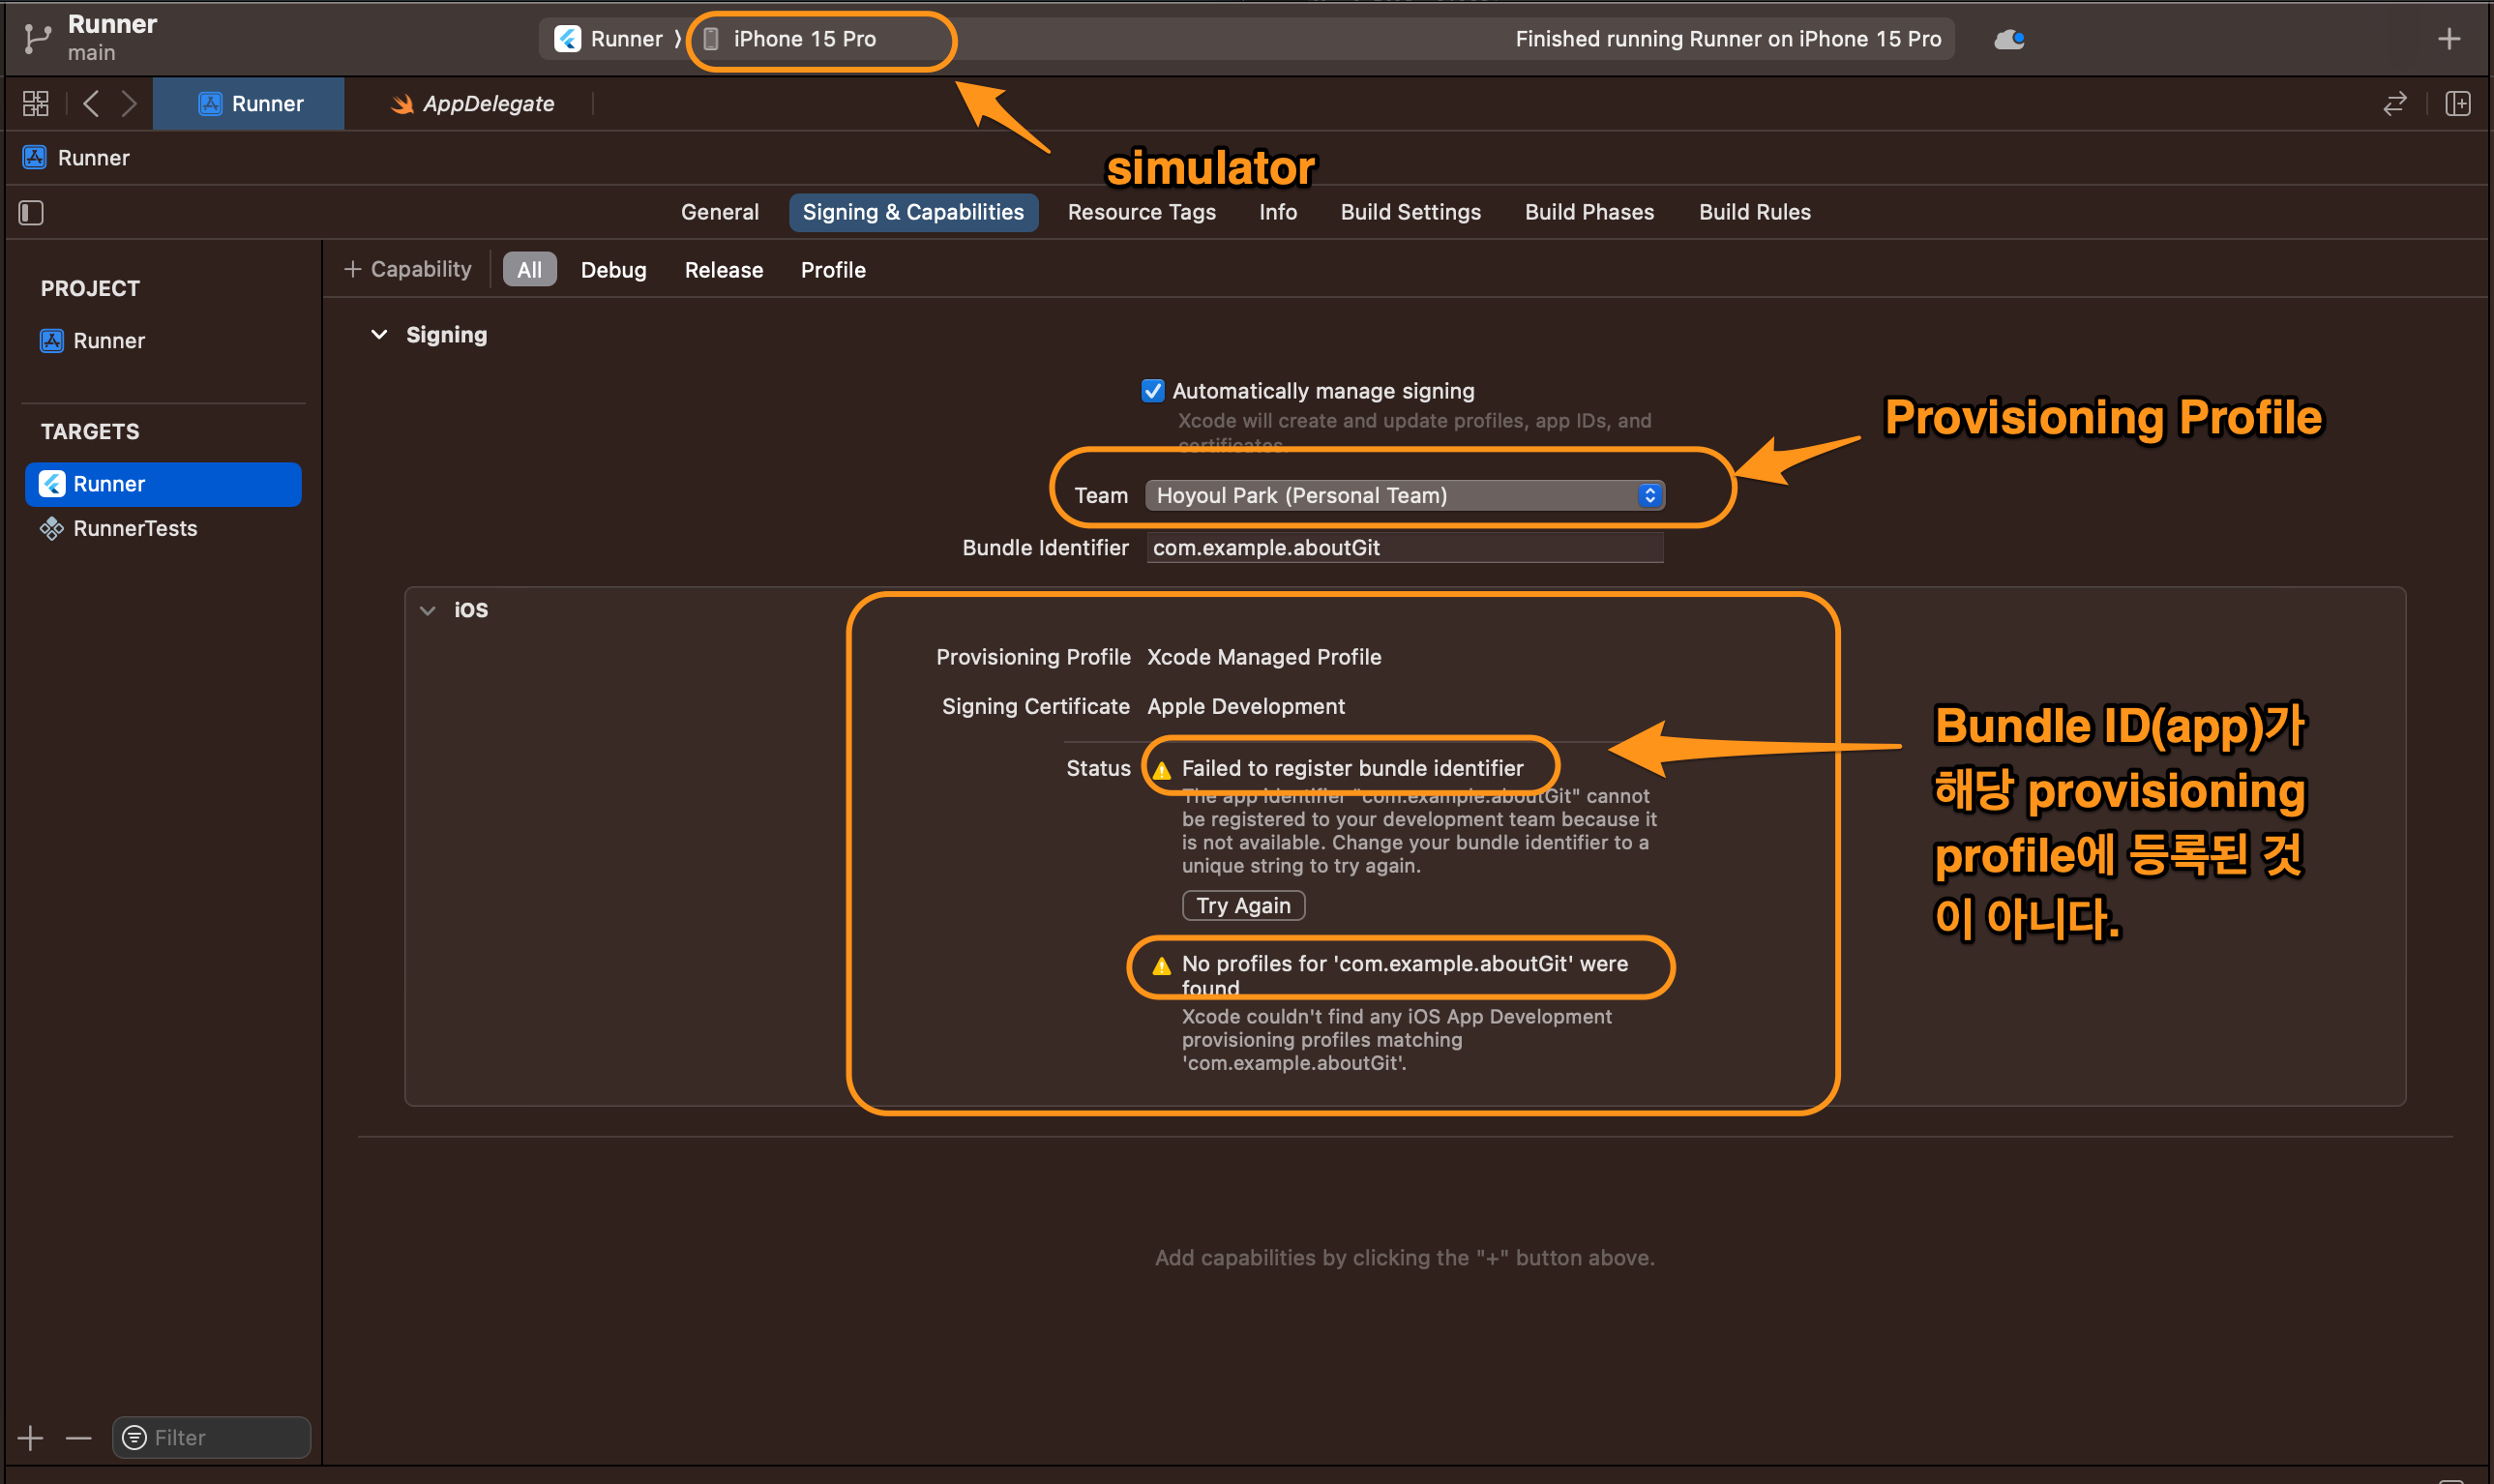 Runner
main
Runner
iPhone 15 Pro
Finished running Runner on iPhone 15 Pro
Runner
AppDelegate
Runner
simulator
General
Signing & Capabilities
Resource Tags
Info
Build Settings
Build Phases
Build Rules
Capability
All
Debug
Release
Profile
PROJECT
Runner
TARGETS
Runner
RunnerTests
Signing
Automatically manage signing
Xcode will create and update profiles, app IDs, and
certificates.
Provisioning Profile
Team
Hoyoul Park (Personal Team)
Bundle Identifier
com.example.aboutGit
iOS
Provisioning Profile
Xcode Managed Profile
Signing Certificate
Apple Development
Status
Failed to register bundle identifier
The app identifier "com.example.aboutGit" cannot
be registered to your development team because it
is not available. Change your bundle identifier to a
unique string to try again.
Try Again
No profiles for 'com.example.aboutGit' were
found
Xcode couldn't find any iOS App Development
provisioning profiles matching
'com.example.aboutGit'.
Bundle ID(app)가
해당 provisioning
profile에 등록된 것
이 아니다.
Add capabilities by clicking the "+" button above.
Filter